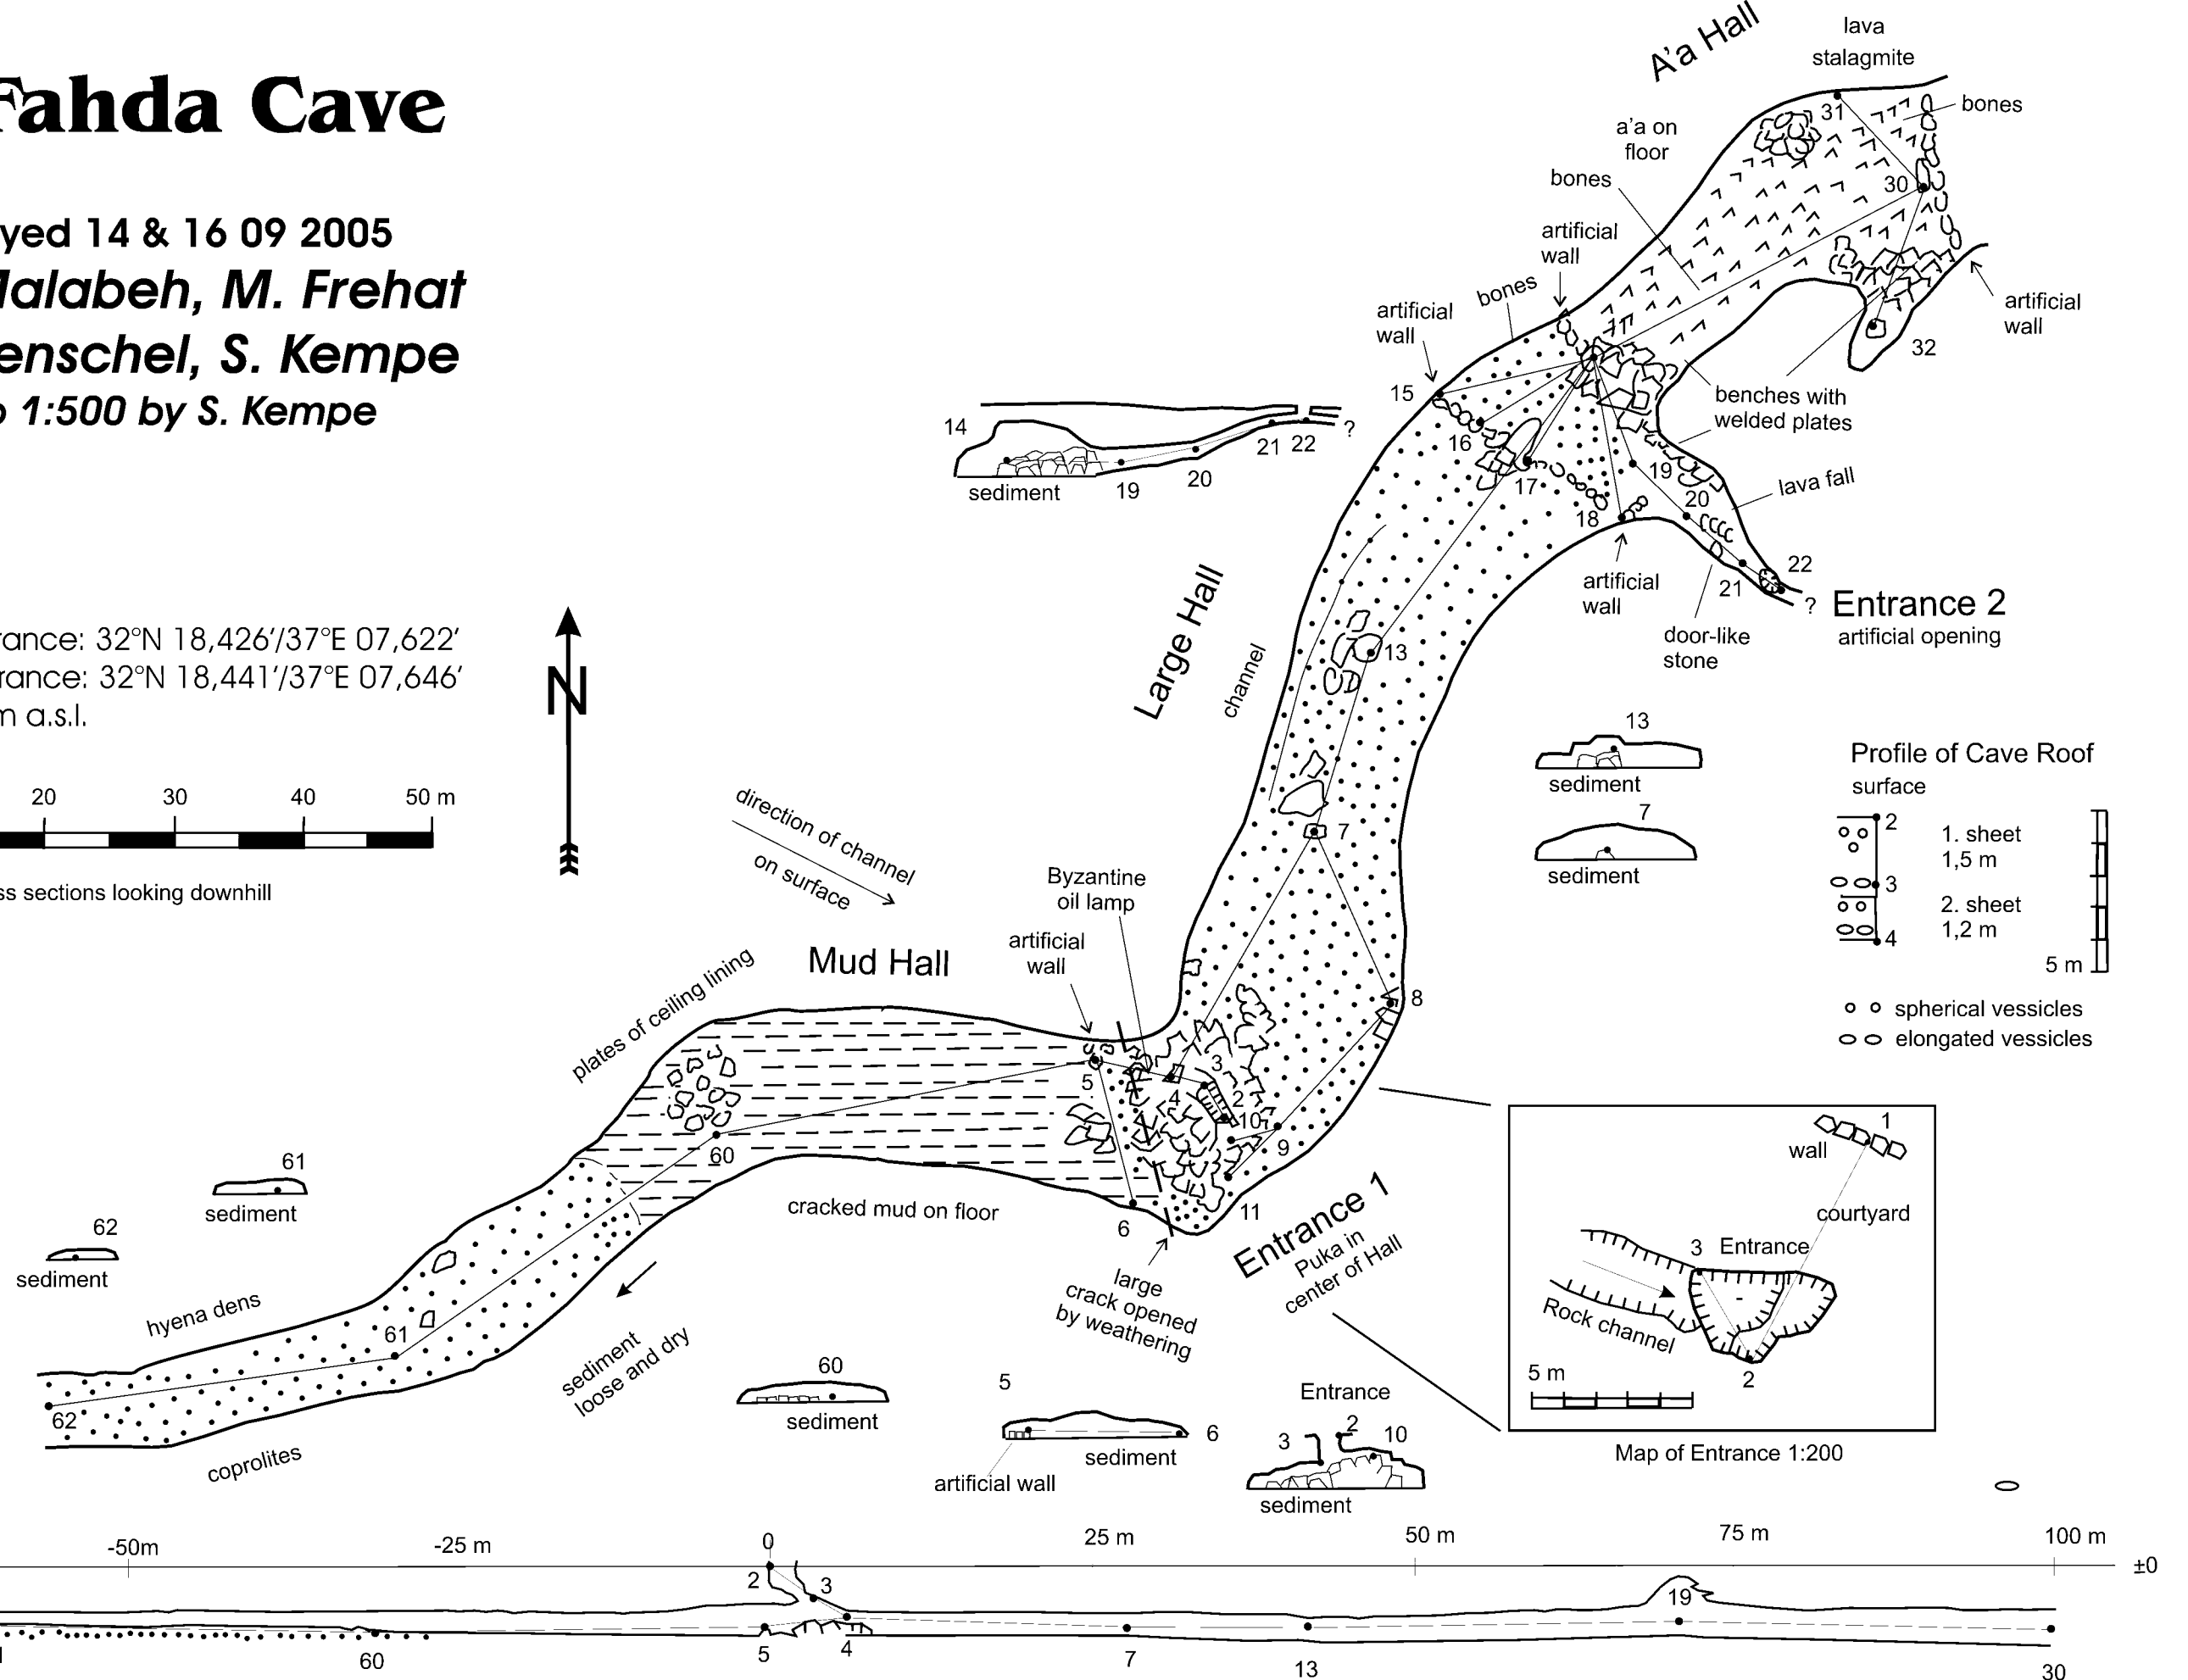 Fahda Cave
yed 14 & 16 09 2005
alabeh, M. Frehat
enschel, S. Kempe
1:500 by S. Kempe
rance: 32°N 18,426'/37°E 07,622'
rance: 32°N 18,441'/37°E 07,646'
m a.s.l.
N
20 30 40 50 m
ss sections looking downhill
A'a Hall
lava
stalagmite
bones
31
a'a on
floor
bones
30
artificial
wall
artificial
wall
bones
artificial
wall
32
11
15
benches with
welded plates
16
17
18
19
20
lava fall
21
22
?
artificial
wall
door-like
stone
Entrance 2
artificial opening
14
sediment
19
20
21 22
?
Large Hall
channel
13
7
13
sediment
7
sediment
Profile of Cave Roof
surface
2
1. sheet
1,5 m
3
2. sheet
1,2 m
4
5 m
spherical vessicles
elongated vessicles
direction of channel
on surface
Byzantine
oil lamp
artificial
wall
Mud Hall
plates of ceiling lining
8
5
3
4
2
10
9
60
6
11
cracked mud on floor
Entrance 1
Puka in
center of Hall
large
crack opened
by weathering
61
sediment
62
sediment
hyena dens
61
62
coprolites
sediment
loose and dry
60
sediment
5
6
sediment
artificial wall
Entrance
3
2
10
sediment
1
wall
courtyard
3 Entrance
-
Rock channel
5 m
2
Map of Entrance 1:200
-50m -25 m 0 25 m 50 m 75 m 100 m
±0
2
3
19
60
5
4
7
13
30